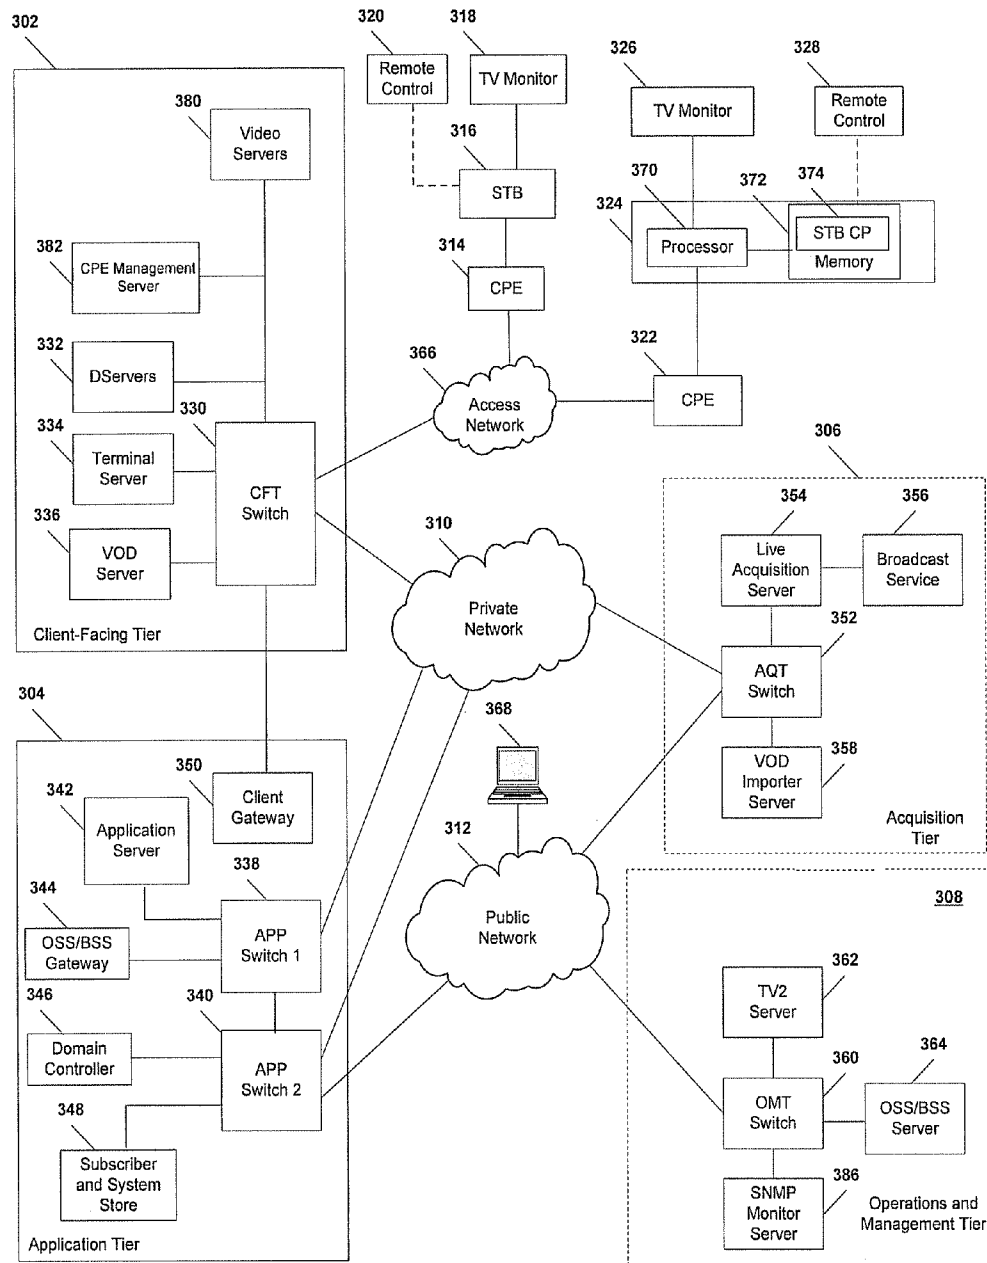 302
380
Video
Servers
382
CPE Management
Server
332
DServers
330
334
Terminal
Server
CFT
Switch
336
VOD
Server
Client-Facing Tier
320
Remote
Control
318
TV Monitor
316
STB
314
CPE
366
Access
Network
326
TV Monitor
328
Remote
Control
370
372
374
324
Processor
STB CP
Memory
322
CPE
310
Private
Network
306
354
Live
Acquisition
Server
356
Broadcast
Service
352
AQT
Switch
358
VOD
Importer
Server
Acquisition
Tier
304
350
Client
Gateway
342
Application
Server
338
344
OSS/BSS
Gateway
APP
Switch 1
346
340
Domain
Controller
APP
Switch 2
348
Subscriber
and System
Store
Application Tier
368
312
Public
Network
308
362
TV2
Server
360
364
OMT
Switch
OSS/BSS
Server
SNMP
Monitor
Server
386
Operations and
Management Tier